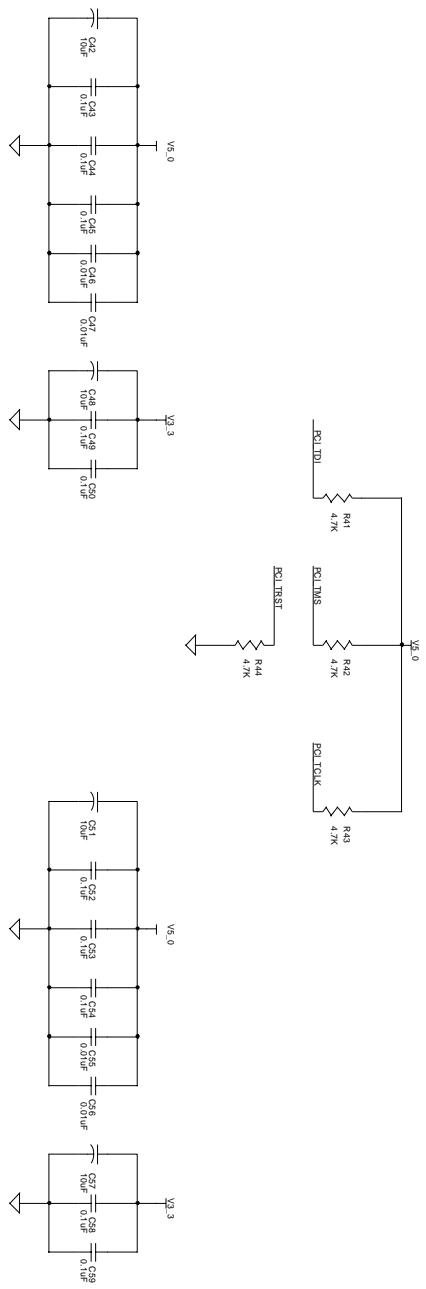 C42
10uF
C43
0.1uF
C44
0.1uF
V5_0
C45
0.1uF
C46
0.01uF
C47
0.01uF
C48
10uF
V3_3
C49
0.1uF
C50
0.1uF
PCI_TDI
R41
4.7K
PCI_TRST
PCI_TMS
V5_0
R44
4.7K
R42
4.7K
PCI_TCLK
R43
4.7K
C51
10uF
C52
0.1uF
C53
0.1uF
V5_0
C54
0.1uF
C55
0.01uF
C56
0.01uF
C57
10uF
V3_3
C58
0.1uF
C59
0.1uF